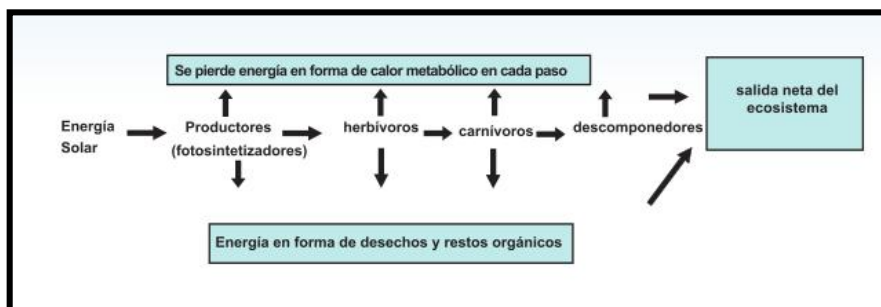 Se pierde energía en forma de calor metabólico en cada paso
salida neta del
ecosistema
Energía
Solar
Productores
(fotosintetizadores)
herbívoros
carnívoros
descomponedores
Energía en forma de desechos y restos orgánicos